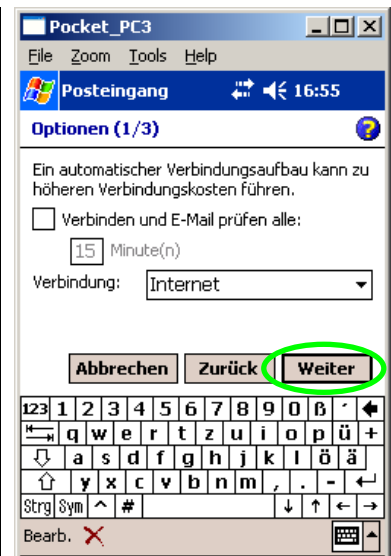 Pocket_PC3
File Zoom Tools Help
Posteingang 16:55
Optionen (1/3)
Ein automatischer Verbindungsaufbau kann zu
höheren Verbindungskosten führen.
Verbinden und E-Mail prüfen alle:
15 Minute(n)
Verbindung: Internet
Abbrechen Zurück Weiter
123 1 2 3 4 5 6 7 8 9 0 ß ´
q w e r t z u i o p ü +
a s d f g h j k l ö ä
y x c v b n m , . -
Strg Sym ^ # ↓ ↑ ← →
Bearb.